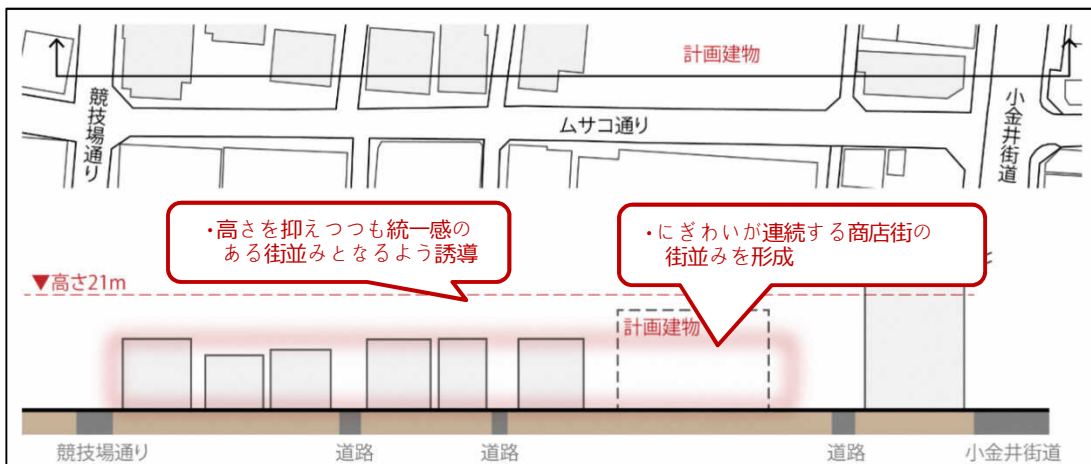 計画建物
競技場通り
ムサコ通り
小金井街道
・高さを抑えつつも統一感の
ある街並みとなるよう誘導
・にぎわいが連続する商店街の
街並みを形成
▼高さ21m
計画建物
競技場通り
道路
道路
道路
小金井街道